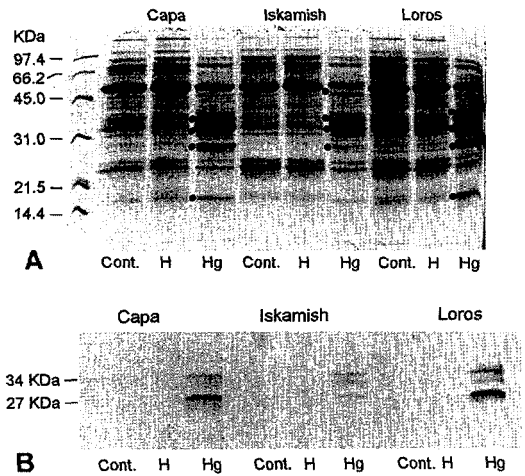 Capa Iskamish Loros
KDa
97.4
66.2
45.0
31.0
21.5
14.4
A Cont. H Hg Cont. H Hg Cont. H Hg
Capa Iskamish Loros
34 KDa
27 KDa
B Cont. H Hg Cont. H Hg Cont. H Hg